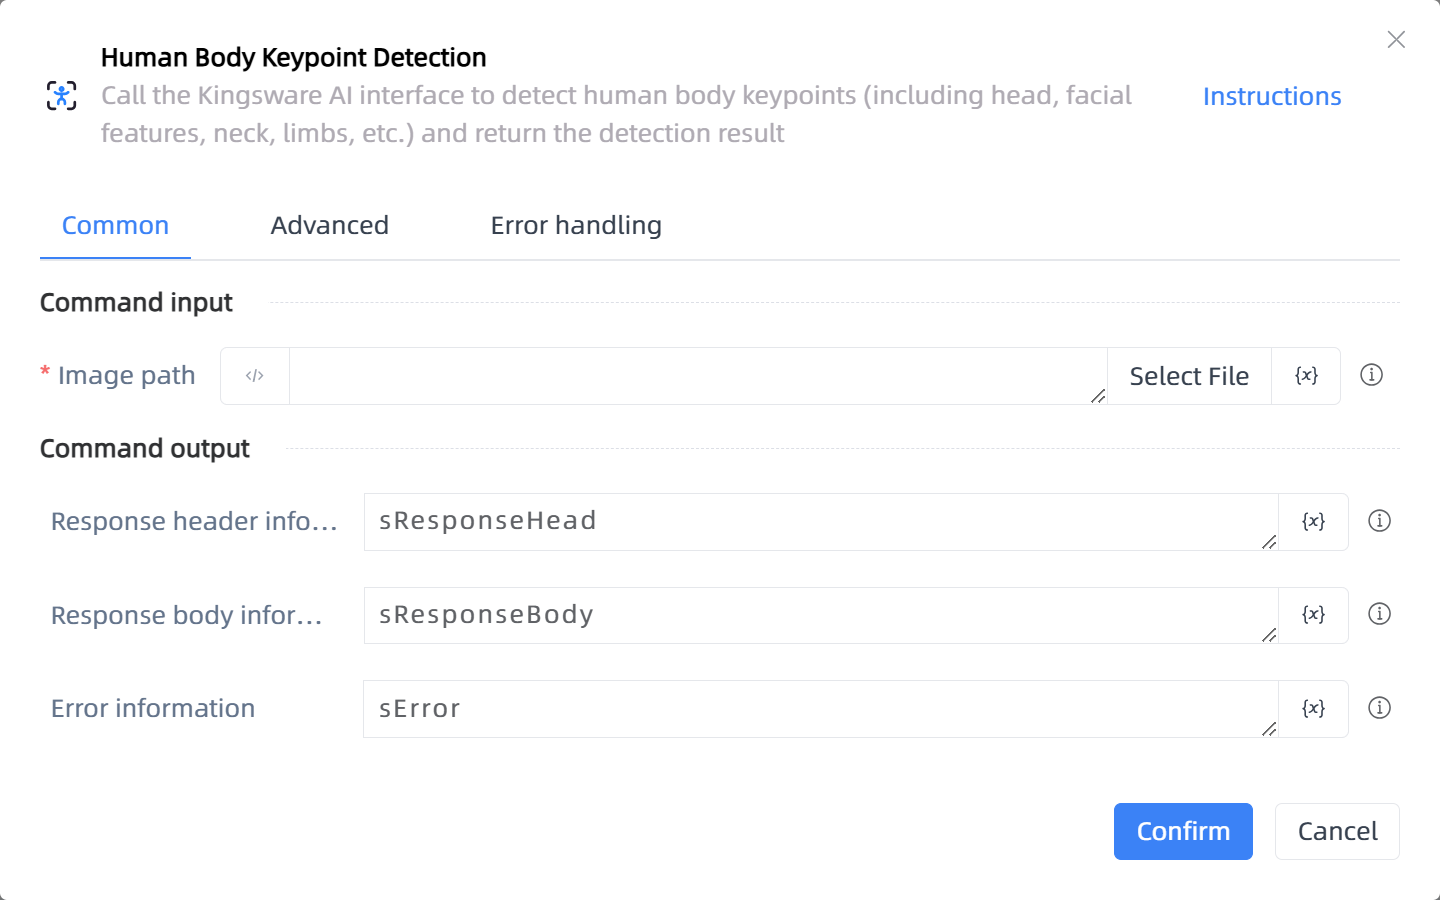 Human Body Keypoint Detection
Call the Kingsware AI interface to detect human body keypoints (including head, facial
features, neck, limbs, etc.) and return the detection result
Instructions
Common Advanced Error handling
Command input
* Image path </> Select File {x}
Command output
Response header info... sResponseHead {x}
Response body infor... sResponseBody {x}
Error information sError {x}
Confirm Cancel